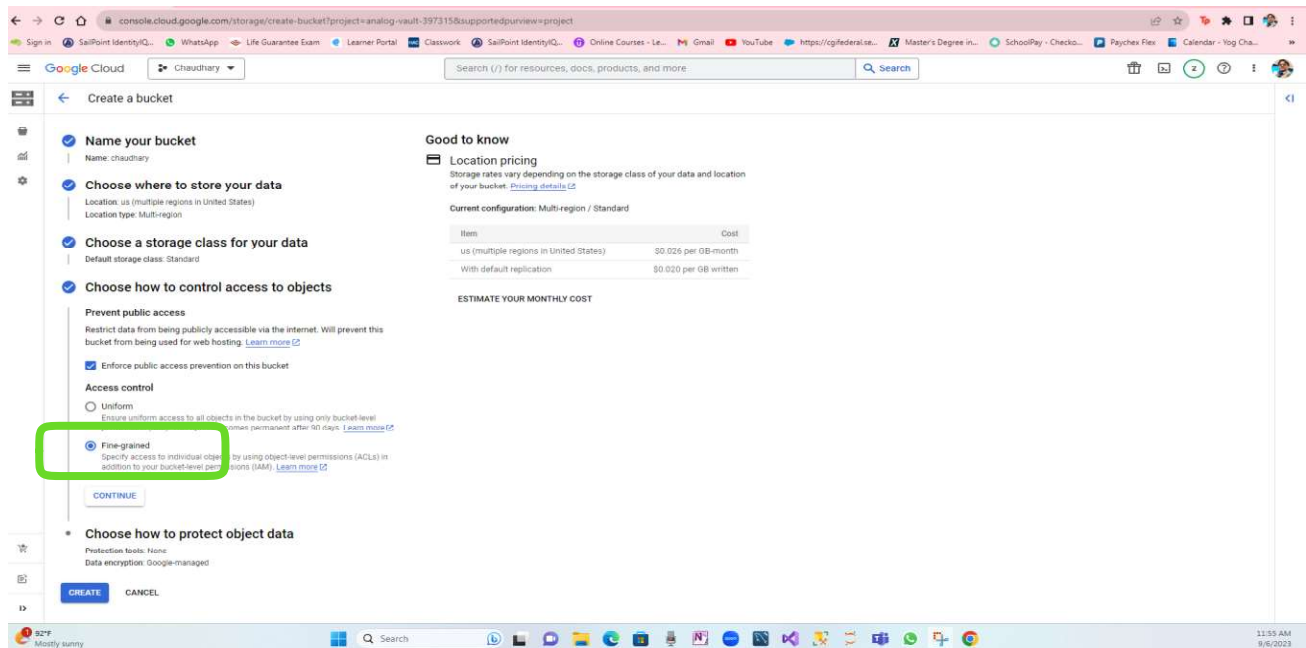 console.cloud.google.com/storage/create-bucket?project=analog-vault-397315&supportedpurview=project
Sign in SailPoint IdentityIQ... WhatsApp Life Guarantee Exam Learner Portal Classwork SailPoint IdentityIQ... Online Courses - Le... Gmail YouTube https://cgifederal.se... Master's Degree in... SchoolPay - Checko... Paychex Flex Calendar - Yog Cha... »
Google Cloud Chaudhary Search (/) for resources, docs, products, and more Search 2
Create a bucket
Name your bucket
Name: chaudhary
Choose where to store your data
Location: us (multiple regions in United States)
Location type: Multi-region
Choose a storage class for your data
Default storage class: Standard
Choose how to control access to objects
Prevent public access
Restrict data from being publicly accessible via the internet. Will prevent this
bucket from being used for web hosting. Learn more
Enforce public access prevention on this bucket
Access control
Uniform
Ensure uniform access to all objects in the bucket by using only bucket-level
comes permanent after 90 days. Learn more
Fine-grained
Specify access to individual objects by using object-level permissions (ACLs) in
addition to your bucket-level permissions (IAM). Learn more
CONTINUE
Choose how to protect object data
Protection tools: None
Data encryption: Google-managed
CREATE CANCEL
Good to know
Location pricing
Storage rates vary depending on the storage class of your data and location
of your bucket. Pricing details
Current configuration: Multi-region / Standard
Item Cost
us (multiple regions in United States) $0.026 per GB-month
With default replication $0.020 per GB written
ESTIMATE YOUR MONTHLY COST
92°F
Mostly sunny
Search
11:55 AM
9/6/2023